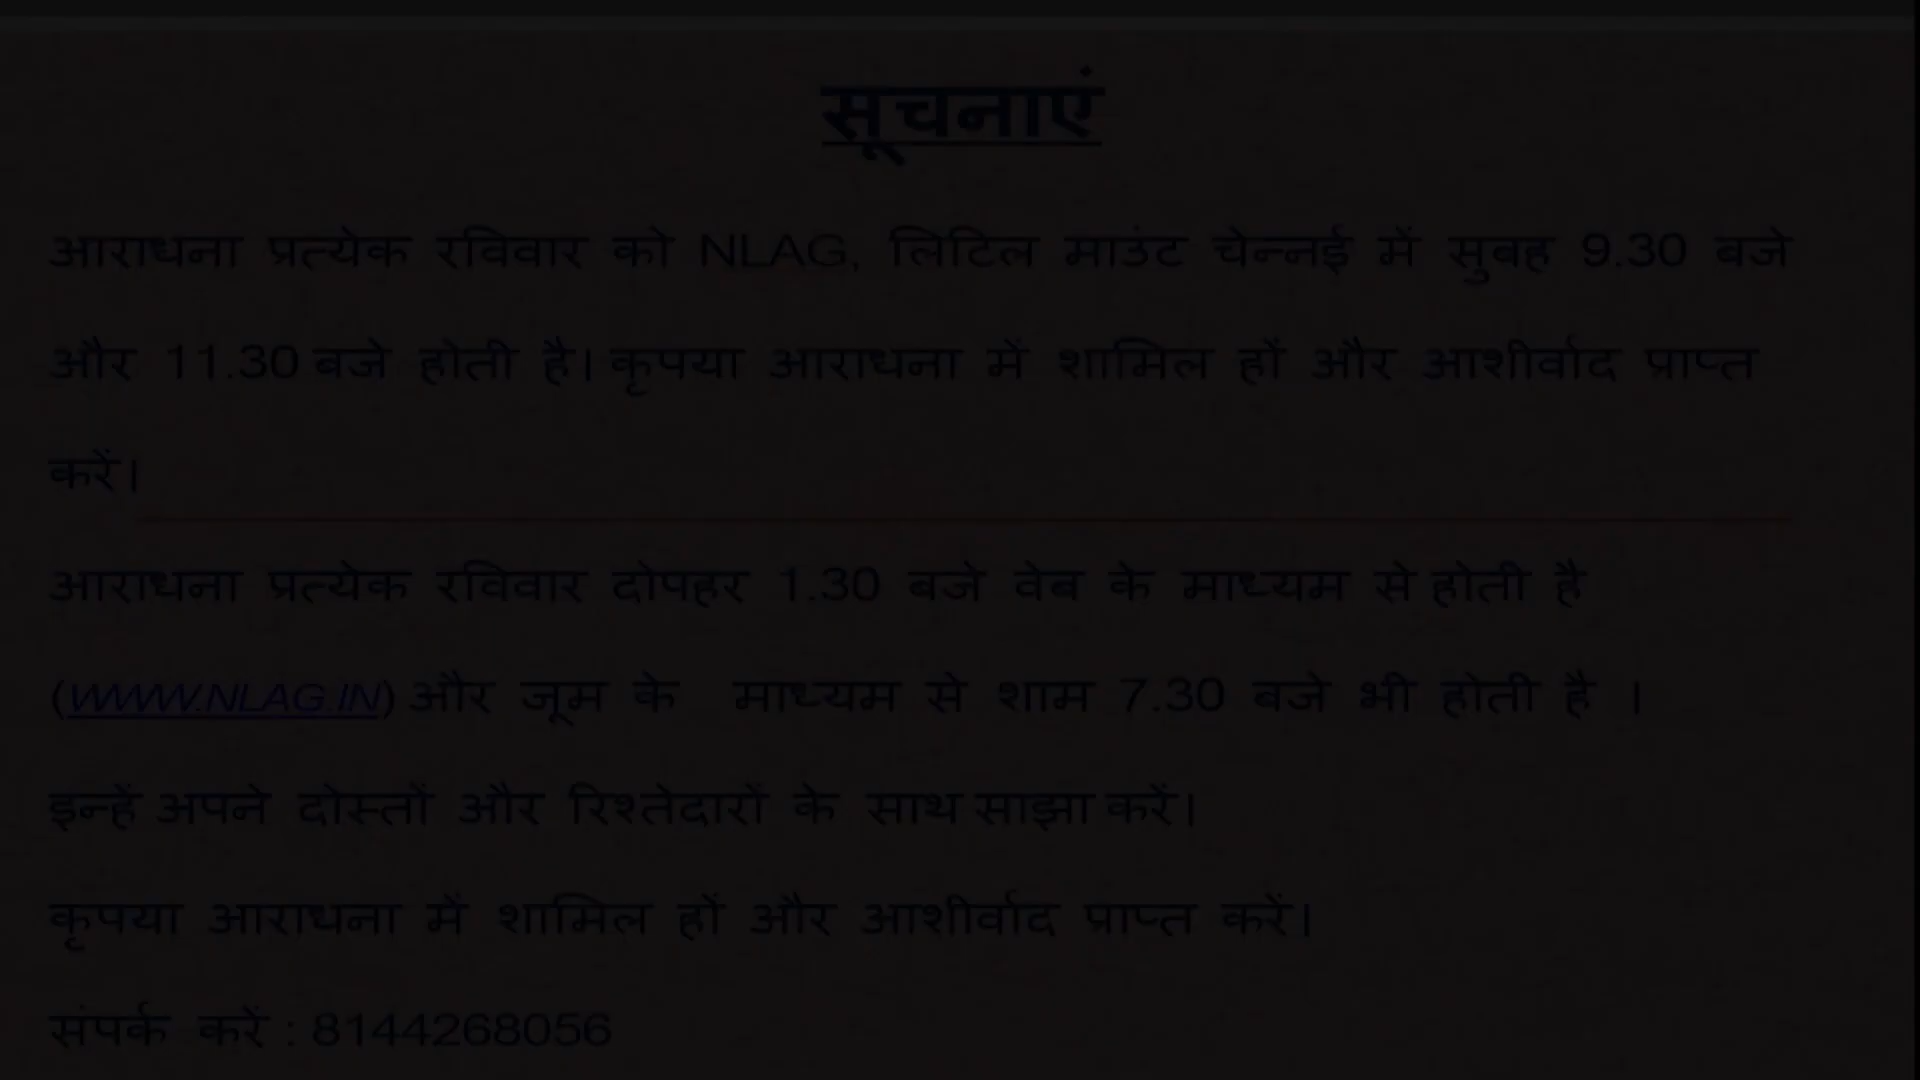 सूचनाएं
आराधना प्रत्येक रविवार को NLAG, लिटिल माउंट चेन्नई में सुबह 9.30 बजे
और 11.30 बजे होती है। कृपया आराधना में शामिल हों और आशीर्वाद प्राप्त
करें।
आराधना प्रत्येक रविवार दोपहर 1.30 बजे वेब के माध्यम से होती है
(WWW.NLAG.IN) और जूम के माध्यम से शाम 7.30 बजे भी होती है ।
इन्हें अपने दोस्तों और रिश्तेदारों के साथ साझा करें।
कृपया आराधना में शामिल हों और आशीर्वाद प्राप्त करें।
संपर्क करें : 8144268056